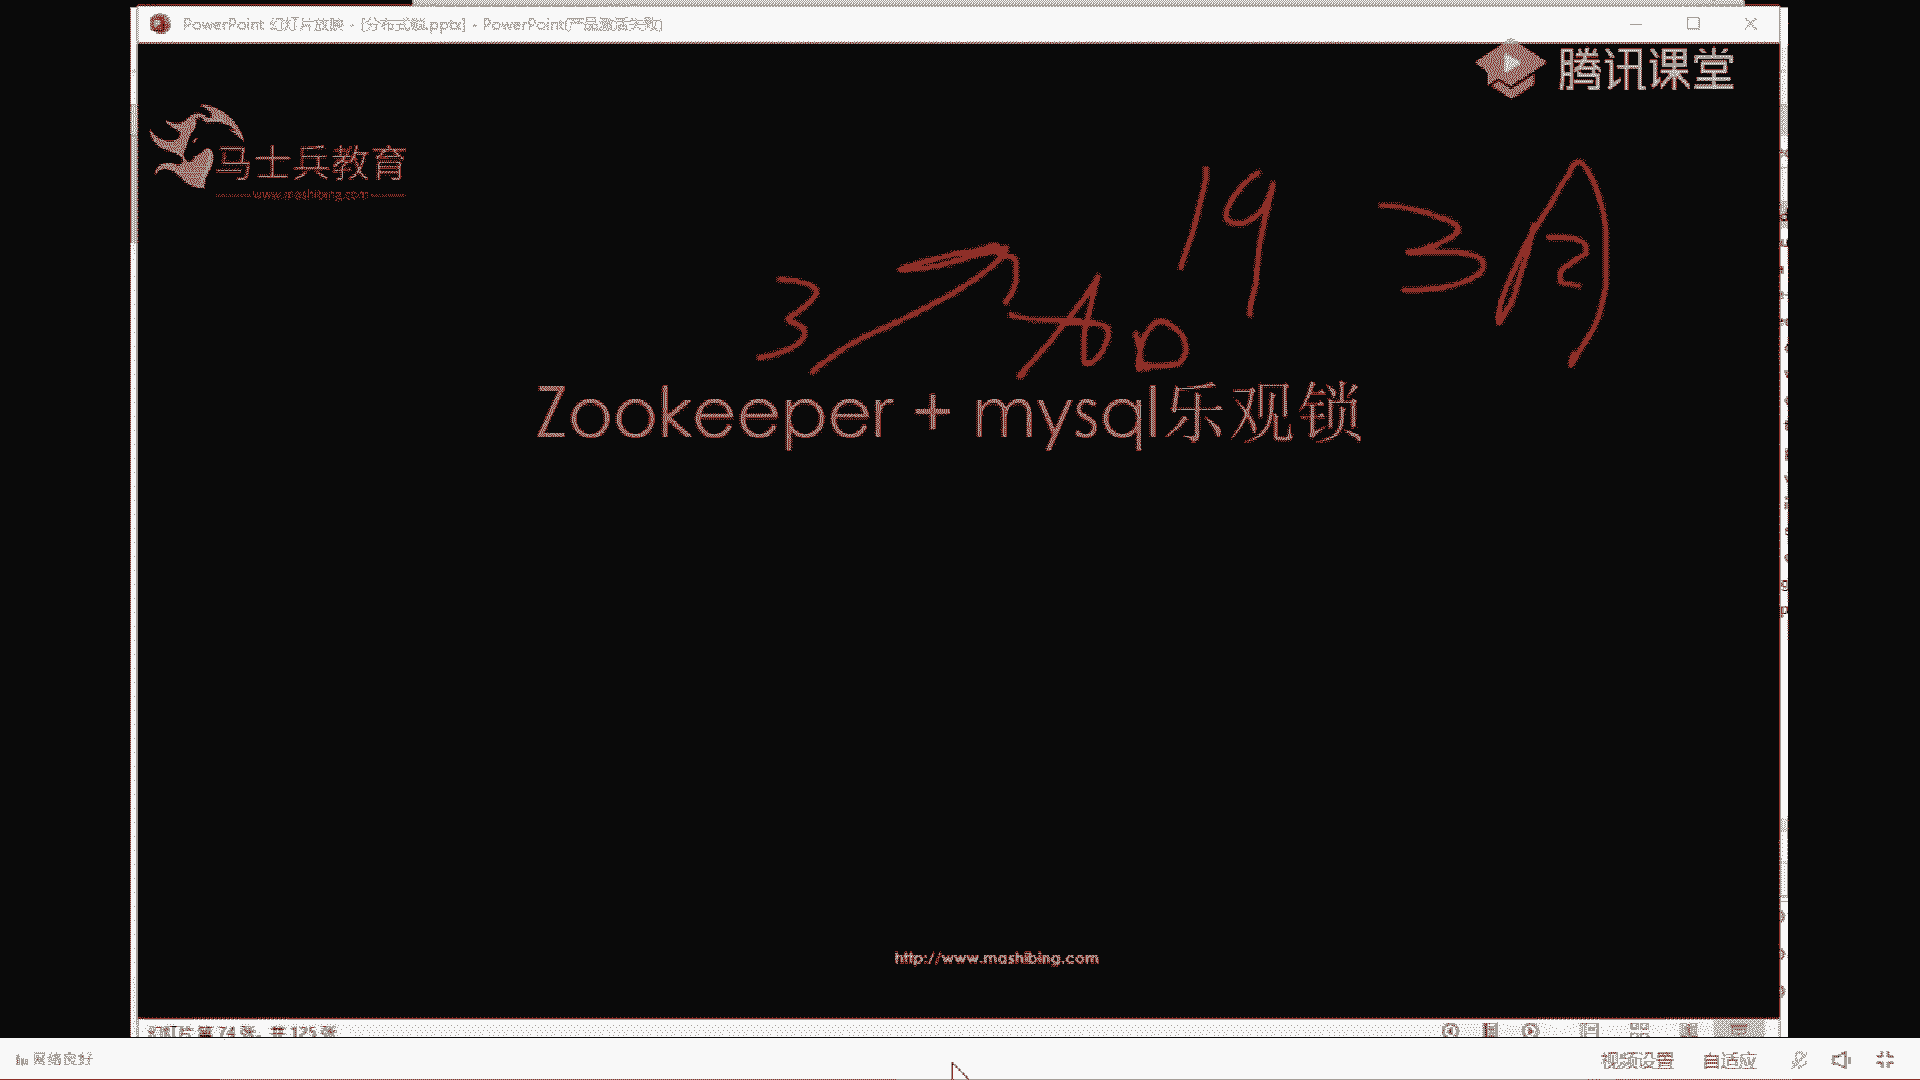 PowerPoint 幻灯片放映 - [分布式锁.pptx] - PowerPoint(产品激活失败)
腾讯课堂
马士兵教育
www.mashibing.com
19 3月
3
Zookeeper + mysql乐观锁
http://www.mashibing.com
幻灯片 第 74 张，共 125 张
网络良好
视频设置 自适应